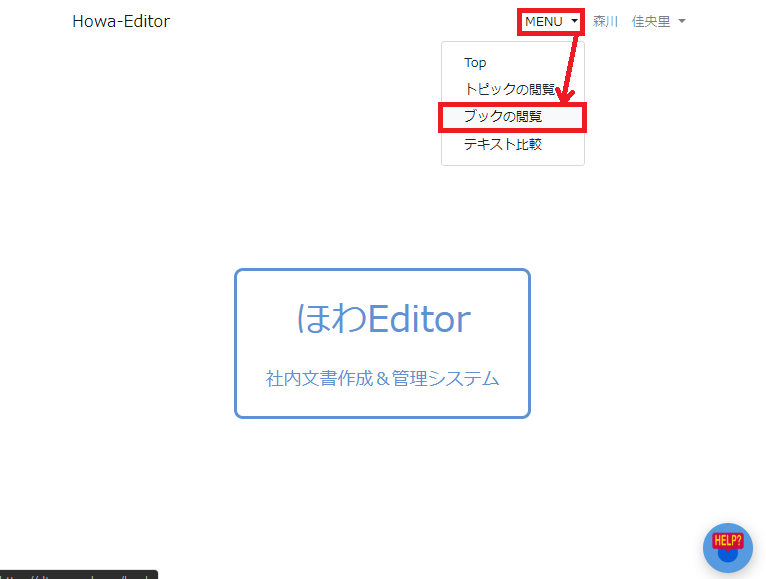 Howa-Editor
MENU
森川 佳央里
Top
トピックの閲覧
ブックの閲覧
テキスト比較
ほわEditor
社内文書作成＆管理システム
HELP?